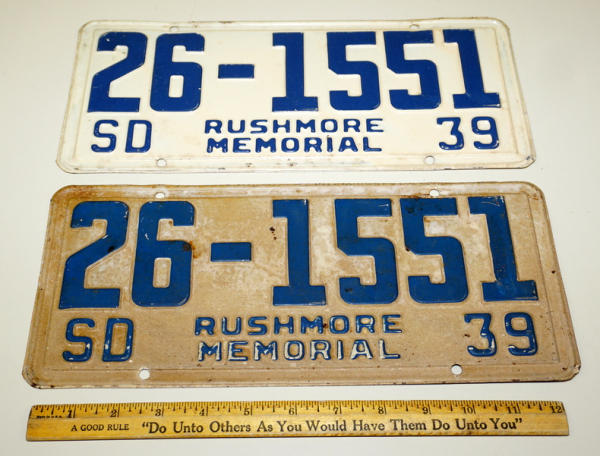 26-1551
SD RUSHMORE MEMORIAL 39
26-1551
SD RUSHMORE MEMORIAL 39
1 2 3 4 5 6 7 8 9 10 11 12
A GOOD RULE "Do Unto Others As You Would Have Them Do Unto You"